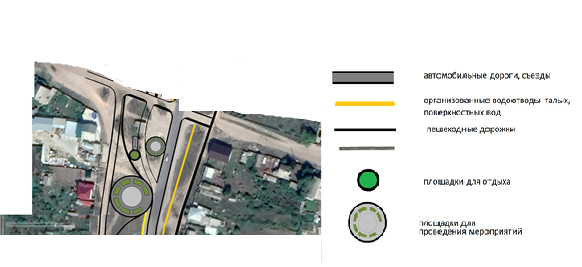 автомобильные дороги, съезды
организованные водоотводы талых,
поверхностных вод
пешеходные дорожки
площадки для отдыха
площадки для
проведения мероприятий